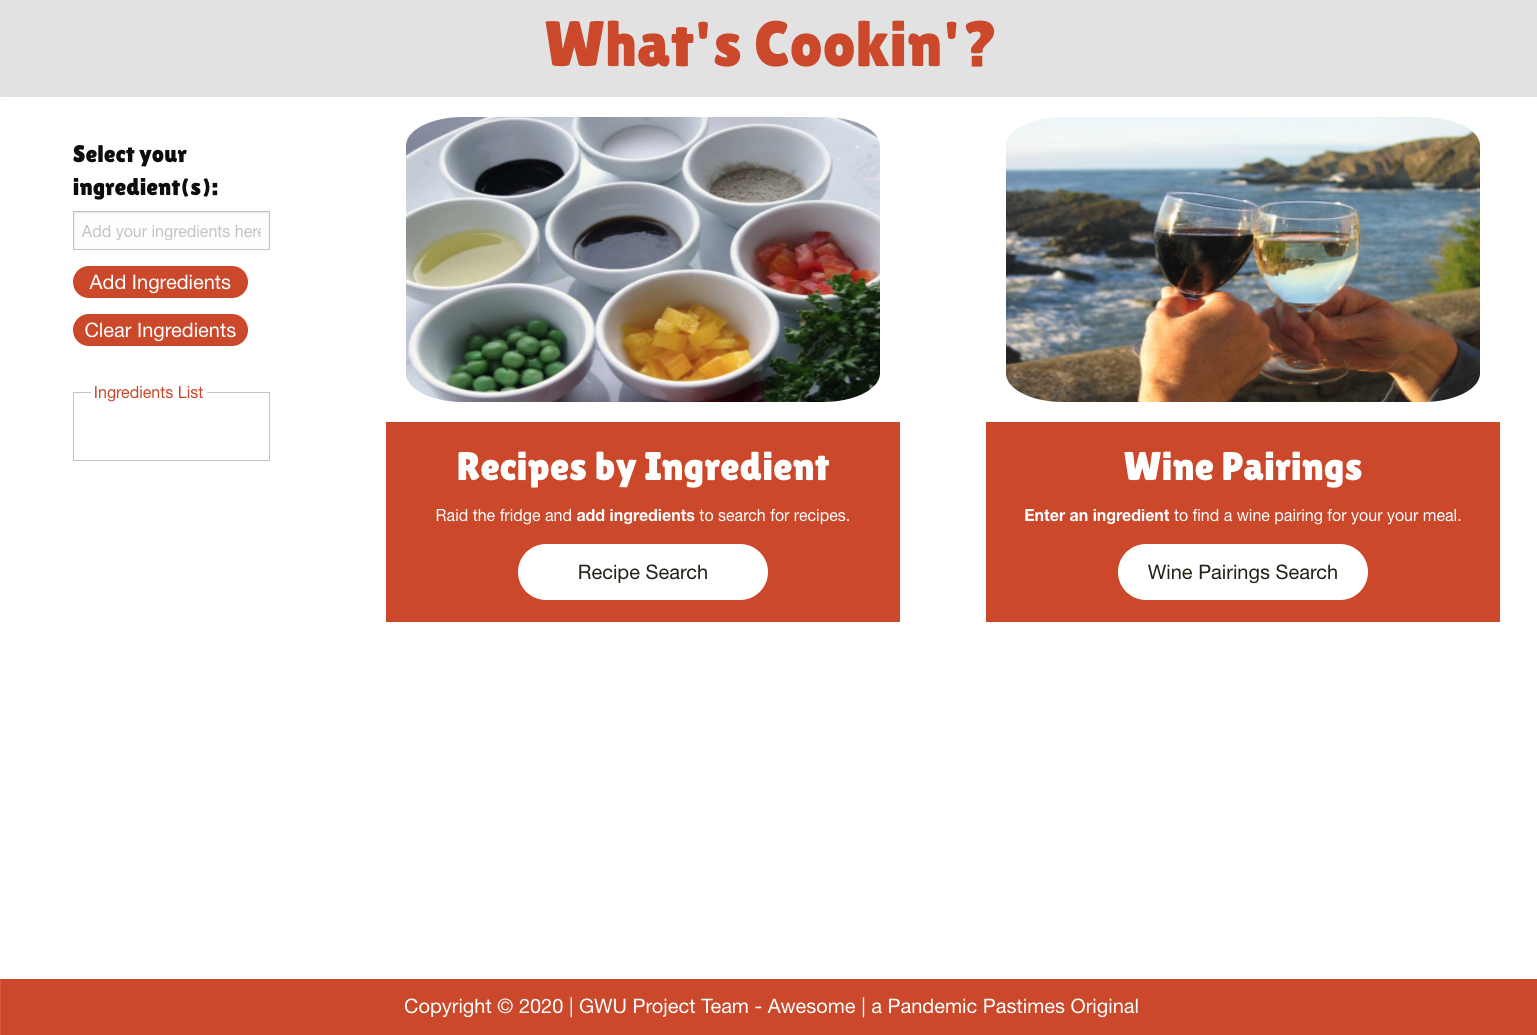 What's Cookin'?
Select your
ingredient(s):
Add your ingredients here
Add Ingredients
Clear Ingredients
Ingredients List
Recipes by Ingredient
Raid the fridge and add ingredients to search for recipes.
Recipe Search
Wine Pairings
Enter an ingredient to find a wine pairing for your your meal.
Wine Pairings Search
Copyright © 2020 | GWU Project Team - Awesome | a Pandemic Pastimes Original